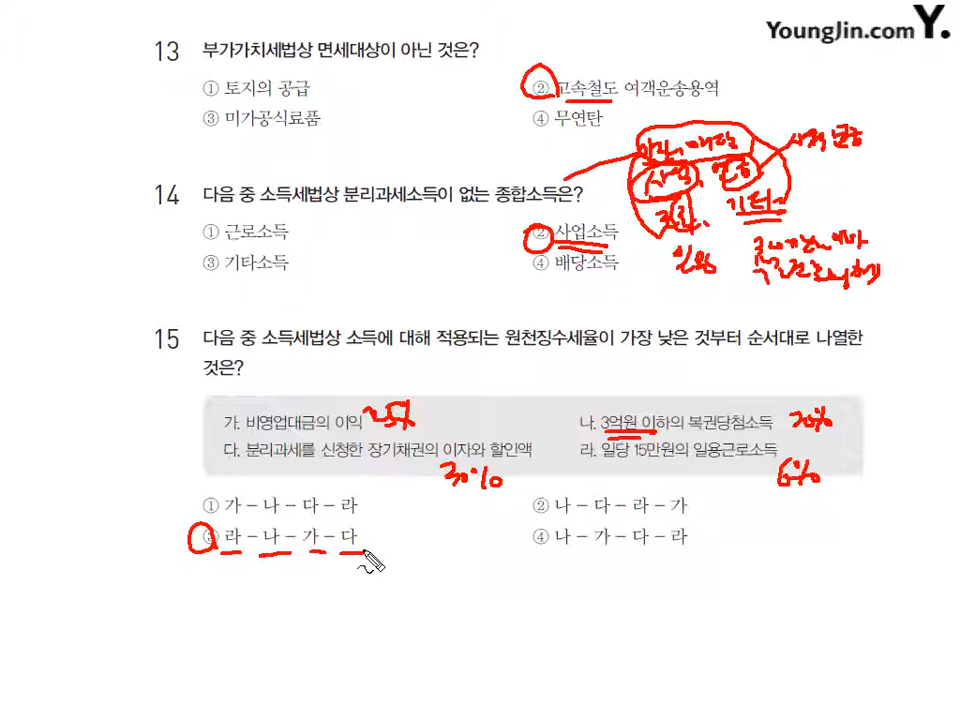 YoungJin.com Y.
13 부가가치세법상 면세대상이 아닌 것은?
① 토지의 공급 ② 고속철도 여객운송용역
③ 미가공식료품 ④ 무연탄
14 다음 중 소득세법상 분리과세소득이 없는 종합소득은?
① 근로소득 ② 사업소득
③ 기타소득 ④ 배당소득
15 다음 중 소득세법상 소득에 대해 적용되는 원천징수세율이 가장 낮은 것부터 순서대로 나열한
것은?
가. 비영업대금의 이익 25% 나. 3억원 이하의 복권당첨소득 20%
다. 분리과세를 신청한 장기채권의 이자와 할인액 30% 라. 일당 15만원의 일용근로소득 6%
① 가 – 나 – 다 – 라 ② 나 – 다 – 라 – 가
③ 라 – 나 – 가 – 다 ④ 나 – 가 – 다 – 라